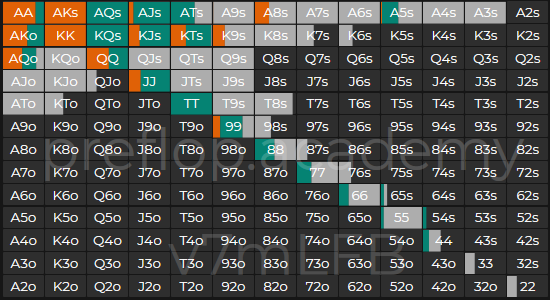 AA AKs AQs AJs ATs A9s A8s A7s A6s A5s A4s A3s A2s
AKo KK KQs KJs KTs K9s K8s K7s K6s K5s K4s K3s K2s
AQo KQo QQ QJs QTs Q9s Q8s Q7s Q6s Q5s Q4s Q3s Q2s
AJo KJo QJo JJ JTs J9s J8s J7s J6s J5s J4s J3s J2s
ATo KTo QTo JTo TT T9s T8s T7s T6s T5s T4s T3s T2s
A9o K9o Q9o J9o T9o 99 98s 97s 96s 95s 94s 93s 92s
A8o K8o Q8o J8o T8o 98o 88 87s 86s 85s 84s 83s 82s
A7o K7o Q7o J7o T7o 97o 87o 77 76s 75s 74s 73s 72s
A6o K6o Q6o J6o T6o 96o 86o 76o 66 65s 64s 63s 62s
A5o K5o Q5o J5o T5o 95o 85o 75o 65o 55 54s 53s 52s
A4o K4o Q4o J4o T4o 94o 84o 74o 64o 54o 44 43s 42s
A3o K3o Q3o J3o T3o 93o 83o 73o 63o 53o 43o 33 32s
A2o K2o Q2o J2o T2o 92o 82o 72o 62o 52o 42o 32o 22
preflop.academy
v7mLFB